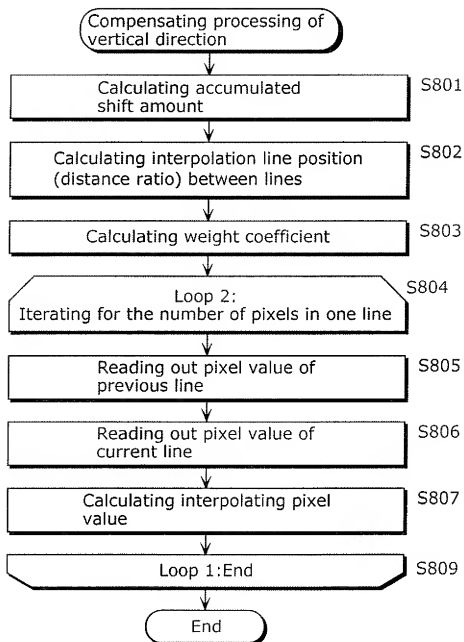 Compensating processing of
vertical direction
Calculating accumulated
shift amount
S801
Calculating interpolation line position
(distance ratio) between lines
S802
Calculating weight coefficient
S803
Loop 2:
Iterating for the number of pixels in one line
S804
Reading out pixel value of
previous line
S805
Reading out pixel value of
current line
S806
Calculating interpolating pixel
value
S807
Loop 1:End
S809
End